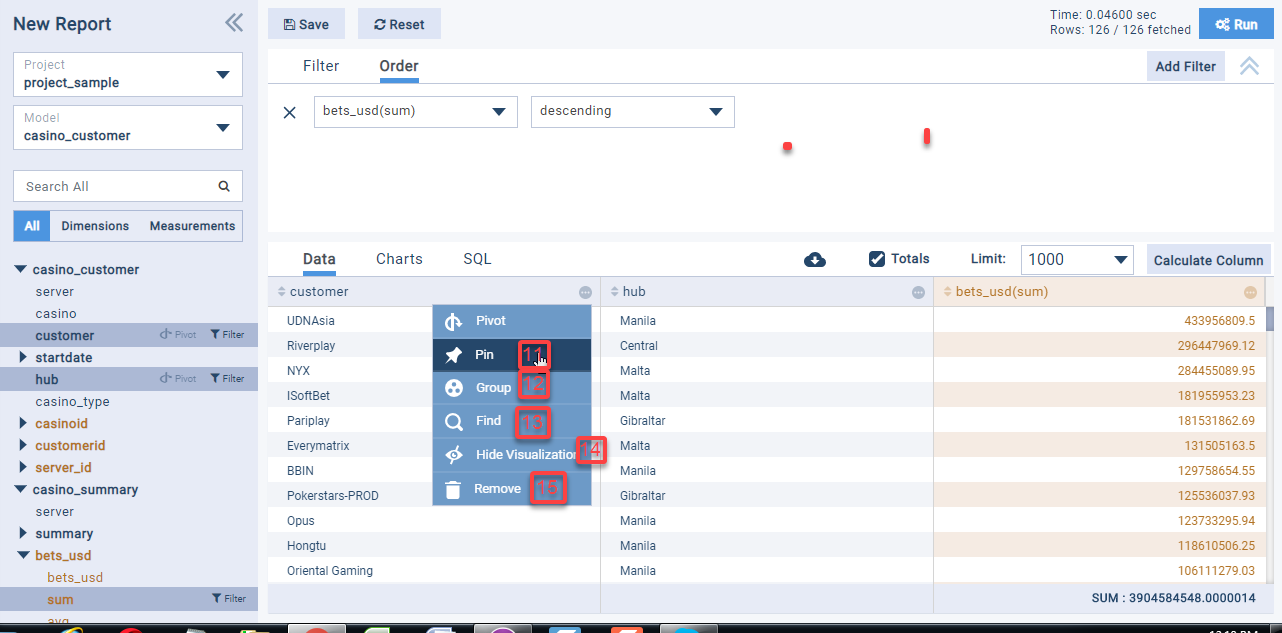 New Report
Save
Reset
Time: 0.04600 sec
Rows: 126 / 126 fetched
Run
Project
project_sample
Model
casino_customer
Search All
All Dimensions Measurements
casino_customer
server
casino
customer Pivot Filter
startdate
hub Pivot Filter
casino_type
casinoid
customerid
server_id
casino_summary
server
summary
bets_usd
bets_usd
sum Filter
avg
Filter Order
Add Filter
bets_usd(sum) descending
Data Charts SQL
Totals Limit: 1000 Calculate Column
customer hub bets_usd(sum)
UDNAsia Manila 433956809.5
Riverplay Central 296447969.12
NYX Malta 284455089.95
ISoftBet Malta 181955953.23
Pariplay Gibraltar 181531862.69
Everymatrix Malta 131505163.5
BBIN Manila 129758654.55
Pokerstars-PROD Gibraltar 125536037.93
Opus Manila 123733295.94
Hongtu Manila 118610506.25
Oriental Gaming Manila 106111279.03
SUM : 3904584548.0000014
Pivot
Pin 11
Group 12
Find 13
Hide Visualization 14
Remove 15